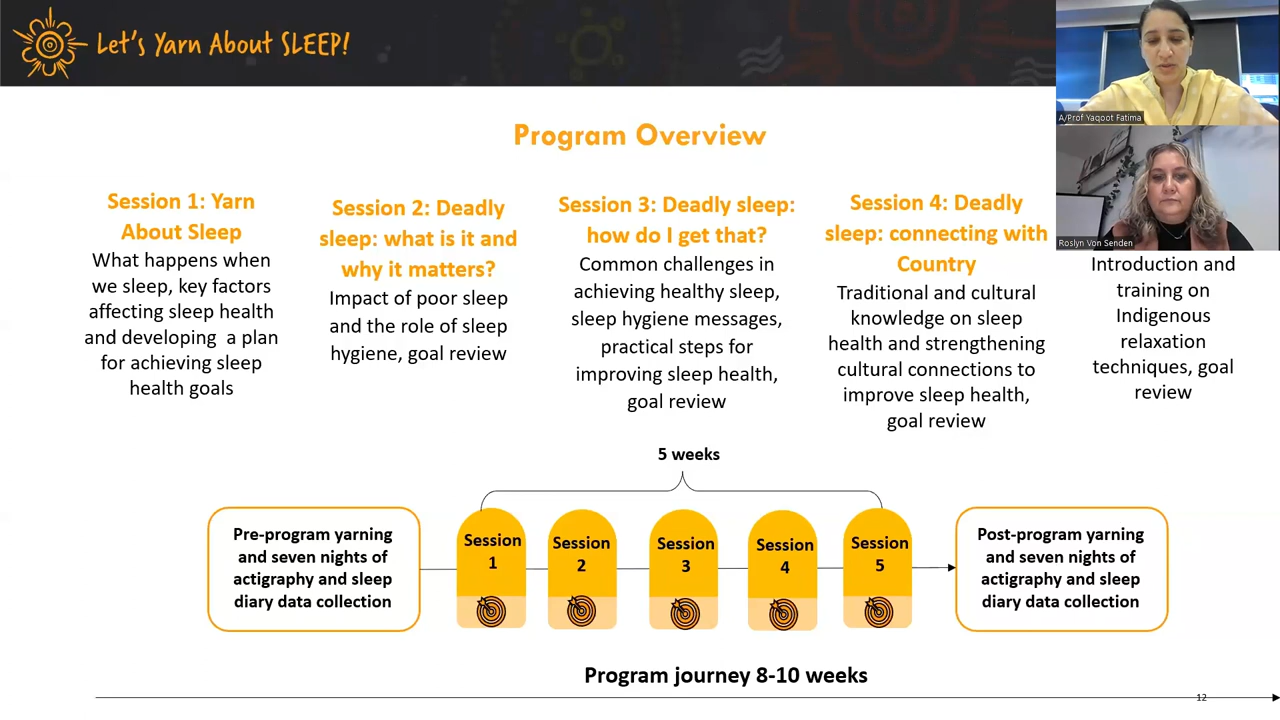 Let's Yarn About SLEEP!
A/Prof Yaqoot Fatima
Roslyn Von Senden
Program Overview
Session 1: Yarn
About Sleep
What happens when
we sleep, key factors
affecting sleep health
and developing a plan
for achieving sleep
health goals
Session 2: Deadly
sleep: what is it and
why it matters?
Impact of poor sleep
and the role of sleep
hygiene, goal review
Session 3: Deadly sleep:
how do I get that?
Common challenges in
achieving healthy sleep,
sleep hygiene messages,
practical steps for
improving sleep health,
goal review
Session 4: Deadly
sleep: connecting with
Country
Traditional and cultural
knowledge on sleep
health and strengthening
cultural connections to
improve sleep health,
goal review
Introduction and
training on
Indigenous
relaxation
techniques, goal
review
5 weeks
Pre-program yarning
and seven nights of
actigraphy and sleep
diary data collection
Session
1
Session
2
Session
3
Session
4
Session
5
Post-program yarning
and seven nights of
actigraphy and sleep
diary data collection
Program journey 8-10 weeks
12